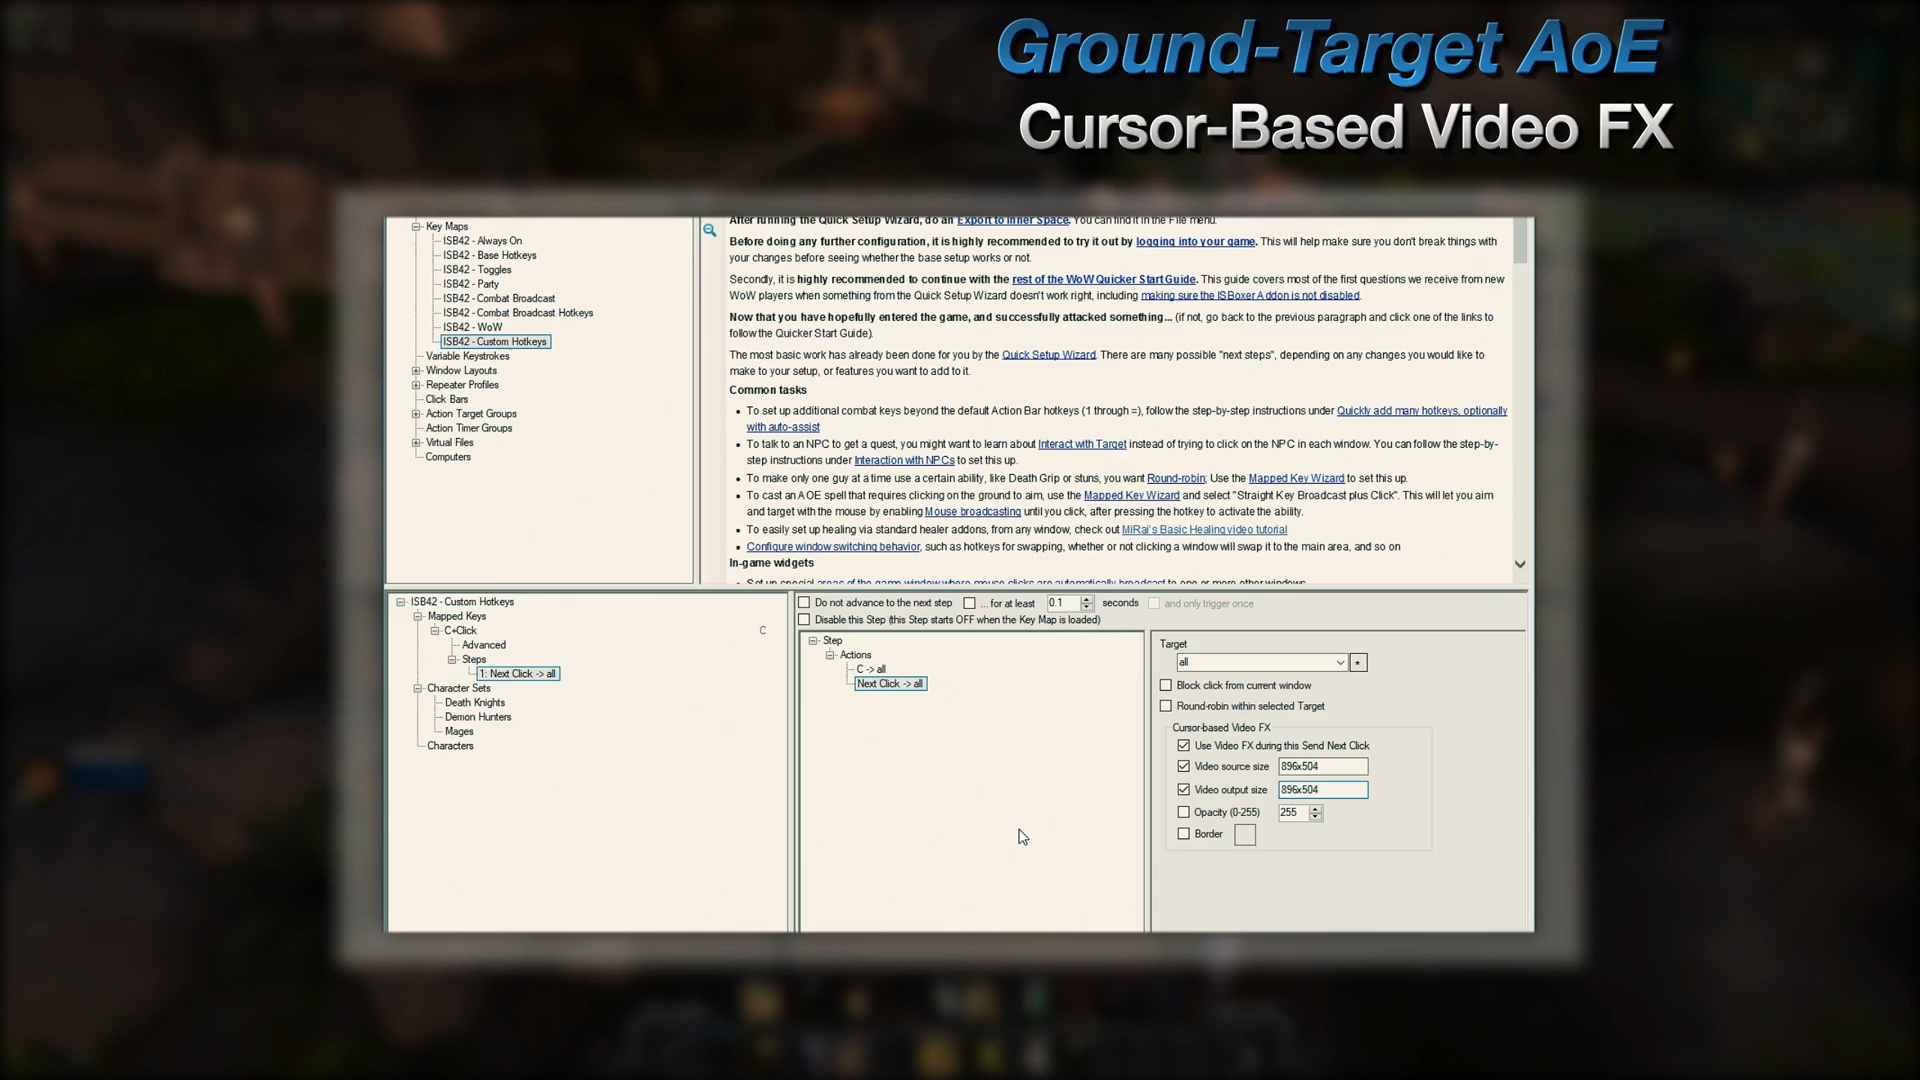 Ground-Target AoE
Cursor-Based Video FX
Key Maps
ISB42 - Always On
ISB42 - Base Hotkeys
ISB42 - Toggles
ISB42 - Party
ISB42 - Combat Broadcast
ISB42 - Combat Broadcast Hotkeys
ISB42 - WoW
ISB42 - Custom Hotkeys
Variable Keystrokes
Window Layouts
Repeater Profiles
Click Bars
Action Target Groups
Action Timer Groups
Virtual Files
Computers
After running the Quick Setup Wizard, do an Export to Inner Space. You can find it in the File menu.
Before doing any further configuration, it is highly recommended to try it out by logging into your game. This will help make sure you don't break things with
your changes before seeing whether the base setup works or not.
Secondly, it is highly recommended to continue with the rest of the WoW Quicker Start Guide. This guide covers most of the first questions we receive from new
WoW players when something from the Quick Setup Wizard doesn't work right, including making sure the ISBoxer Addon is not disabled.
Now that you have hopefully entered the game, and successfully attacked something... (if not, go back to the previous paragraph and click one of the links to
follow the Quicker Start Guide).
The most basic work has already been done for you by the Quick Setup Wizard. There are many possible "next steps", depending on any changes you would like to
make to your setup, or features you want to add to it.
Common tasks
To set up additional combat keys beyond the default Action Bar hotkeys (1 through =), follow the step-by-step instructions under Quickly add many hotkeys, optionally
with auto-assist
To talk to an NPC to get a quest, you might want to learn about Interact with Target instead of trying to click on the NPC in each window. You can follow the step-by-
step instructions under Interaction with NPCs to set this up.
To make only one guy at a time use a certain ability, like Death Grip or stuns, you want Round-robin; Use the Mapped Key Wizard to set this up.
To cast an AOE spell that requires clicking on the ground to aim, use the Mapped Key Wizard and select "Straight Key Broadcast plus Click". This will let you aim
and target with the mouse by enabling Mouse broadcasting until you click, after pressing the hotkey to activate the ability.
To easily set up healing via standard healer addons, from any window, check out MiRai's Basic Healing video tutorial
Configure window switching behavior, such as hotkeys for swapping, whether or not clicking a window will swap it to the main area, and so on
In-game widgets
Set up special areas of the game window where mouse clicks are automatically broadcast to one or more other windows
ISB42 - Custom Hotkeys
Mapped Keys
C+Click C
Advanced
Steps
1: Next Click -> all
Character Sets
Death Knights
Demon Hunters
Mages
Characters
Do not advance to the next step ...for at least 0.1 seconds and only trigger once
Disable this Step (this Step starts OFF when the Key Map is loaded)
Step
Actions
C -> all
Next Click -> all
Target
all *
Block click from current window
Round-robin within selected Target
Cursor-based Video FX
Use Video FX during this Send Next Click
Video source size 896x504
Video output size 896x504
Opacity (0-255) 255
Border